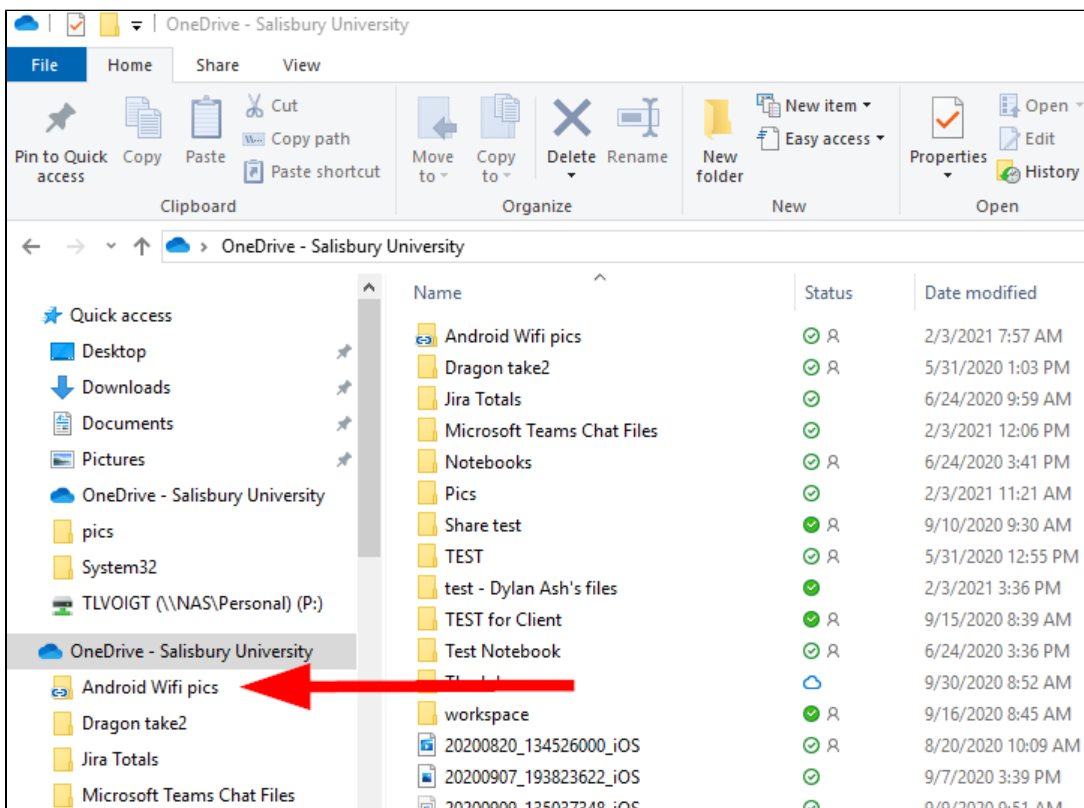 OneDrive - Salisbury University
File Home Share View
Pin to Quick access
Copy
Paste
Cut
Copy path
Paste shortcut
Clipboard
Move to
Copy to
Delete
Rename
Organize
New folder
New item
Easy access
New
Properties
Open
Edit
History
Open
OneDrive - Salisbury University
Quick access
Desktop
Downloads
Documents
Pictures
OneDrive - Salisbury University
pics
System32
TLVOIGT (\\NAS\Personal) (P:)
OneDrive - Salisbury University
Android Wifi pics
Dragon take2
Jira Totals
Microsoft Teams Chat Files
Name Status Date modified
Android Wifi pics 2/3/2021 7:57 AM
Dragon take2 5/31/2020 1:03 PM
Jira Totals 6/24/2020 9:59 AM
Microsoft Teams Chat Files 2/3/2021 12:06 PM
Notebooks 6/24/2020 3:41 PM
Pics 2/3/2021 11:21 AM
Share test 9/10/2020 9:30 AM
TEST 5/31/2020 12:55 PM
test - Dylan Ash's files 2/3/2021 3:36 PM
TEST for Client 9/15/2020 8:39 AM
Test Notebook 6/24/2020 3:36 PM
9/30/2020 8:52 AM
workspace 9/16/2020 8:45 AM
20200820_134526000_iOS 8/20/2020 10:09 AM
20200907_193823622_iOS 9/7/2020 3:39 PM
20200909_135037348_iOS 9/9/2020 9:51 AM